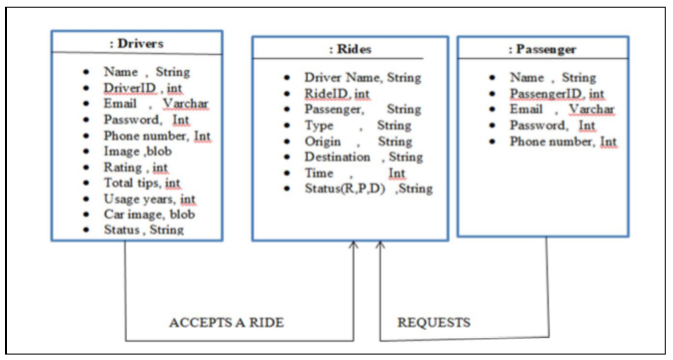 : Drivers
• Name , String
• DriverID , int
• Email , Varchar
• Password, Int
• Phone number, Int
• Image ,blob
• Rating , int
• Total tips, int
• Usage years, int
• Car image, blob
• Status , String
: Rides
• Driver Name, String
• RideID, int
• Passenger, String
• Type , String
• Origin , String
• Destination , String
• Time , Int
• Status(R,P,D) ,String
: Passenger
• Name , String
• PassengerID, int
• Email , Varchar
• Password, Int
• Phone number, Int
ACCEPTS A RIDE
REQUESTS